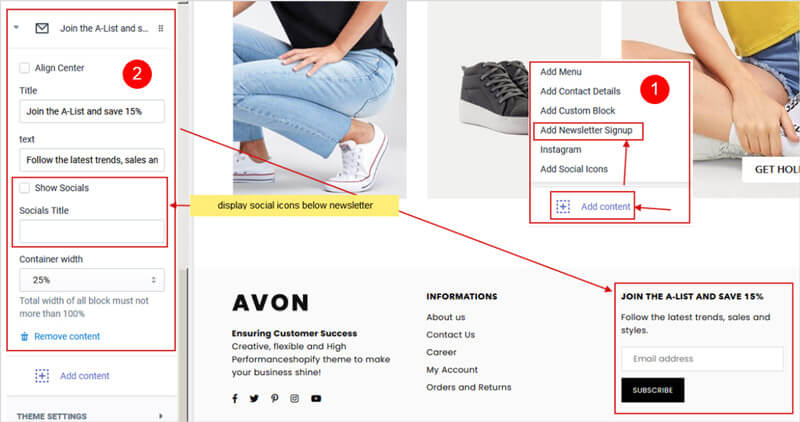 Join the A-List and s...
2
Align Center
Title
Join the A-List and save 15%
text
Follow the latest trends, sales an
Show Socials
Socials Title
Container width
25%
Total width of all block must not
more than 100%
Remove content
Add content
THEME SETTINGS
display social icons below newsletter
1
Add Menu
Add Contact Details
Add Custom Block
Add Newsletter Signup
Instagram
Add Social Icons
Add content
GET HOL
AVON
Ensuring Customer Success
Creative, flexible and High
Performanceshopify theme to make
your business shine!
INFORMATIONS
About us
Contact Us
Career
My Account
Orders and Returns
JOIN THE A-LIST AND SAVE 15%
Follow the latest trends, sales and
styles.
Email address
SUBSCRIBE